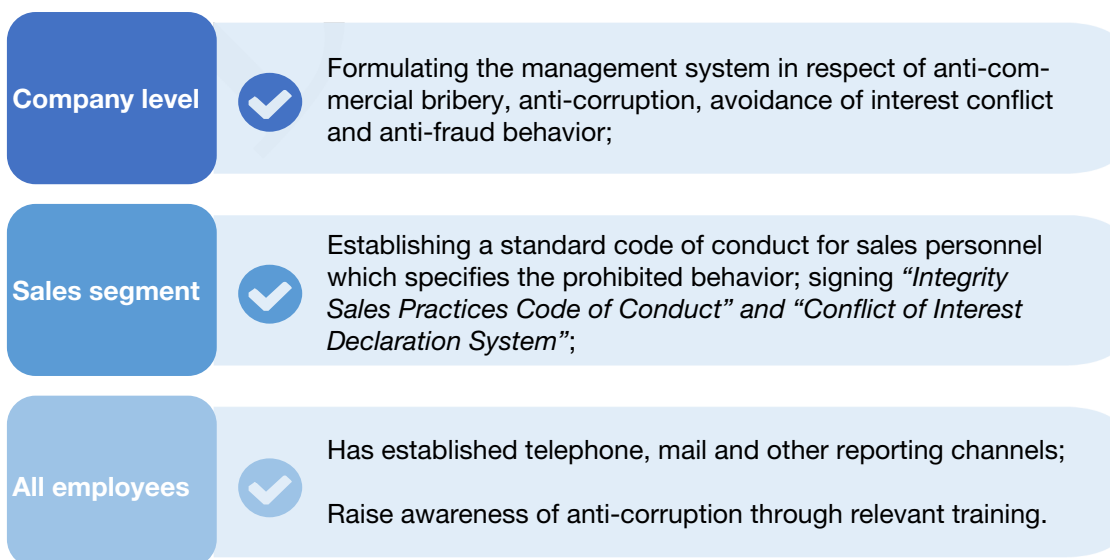 Company level
Formulating the management system in respect of anti-com-
mercial bribery, anti-corruption, avoidance of interest conflict
and anti-fraud behavior;
Sales segment
Establishing a standard code of conduct for sales personnel
which specifies the prohibited behavior; signing “Integrity
Sales Practices Code of Conduct” and “Conflict of Interest
Declaration System”;
All employees
Has established telephone, mail and other reporting channels;
Raise awareness of anti-corruption through relevant training.